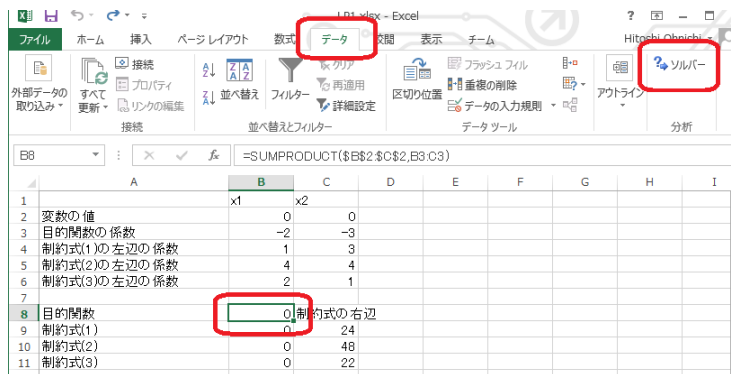 LP1.xlsx - Excel
ファイル ホーム 挿入 ページ レイアウト 数式 データ 校閲 表示 チーム Hitoshi Ohnichi
外部データの取り込み
すべて更新
接続
プロパティ
リンクの編集
接続
並べ替え
フィルター
クリア
再適用
詳細設定
並べ替えとフィルター
区切り位置
フラッシュ フィル
重複の削除
データの入力規則
データ ツール
アウトライン
ソルバー
分析
B8 fx =SUMPRODUCT($B$2:$C$2,B3:C3)
A B C D E F G H I
1 x1 x2
2 変数の値 0 0
3 目的関数の係数 -2 -3
4 制約式(1)の左辺の係数 1 3
5 制約式(2)の左辺の係数 4 4
6 制約式(3)の左辺の係数 2 1
7
8 目的関数 0 制約式の右辺
9 制約式(1) 0 24
10 制約式(2) 0 48
11 制約式(3) 0 22